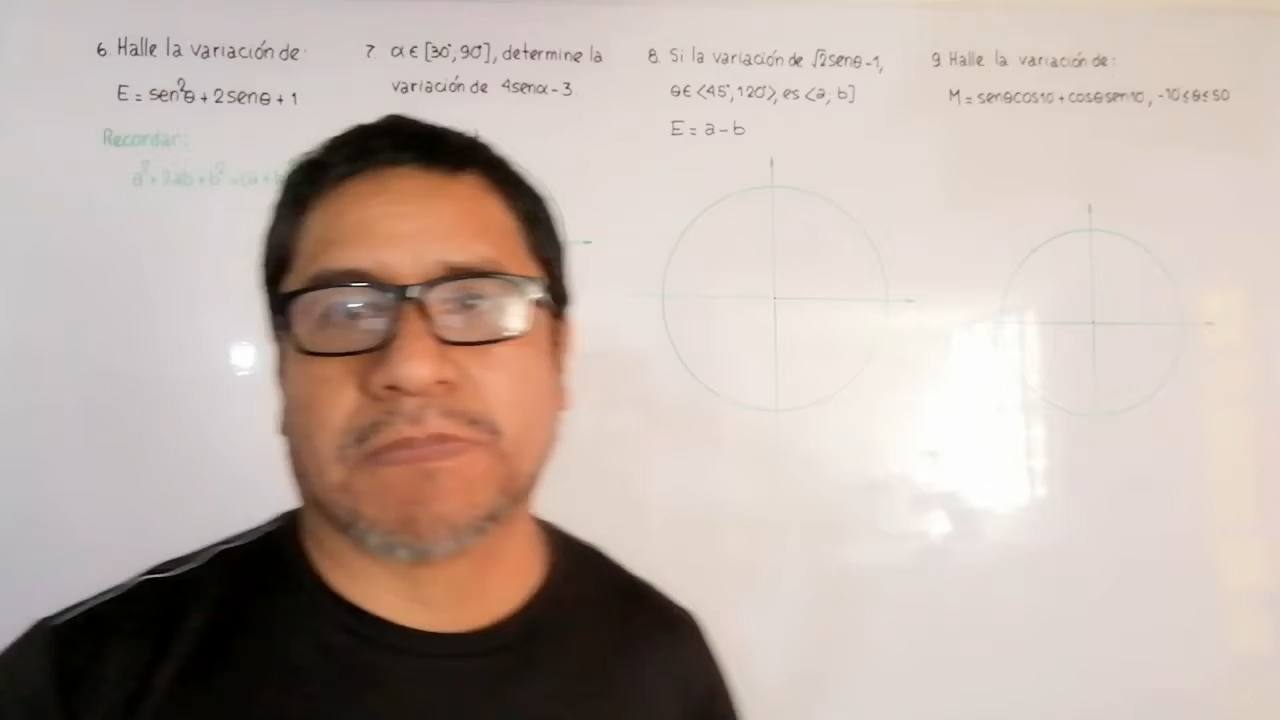 6. Halle la variación de:
E = sen²θ + 2senθ + 1
Recordar:
a² + 2ab + b² = (a + b
7. α ∈ [30°, 90°], determine la
variación de 4senα - 3
8. Si la variación de √2senθ - 1,
θ ∈ <45°, 120°>, es <a; b]
E = a - b
9. Halle la variación de:
M = senθcos10 + cosθsen10, -10 ≤ θ ≤ 50